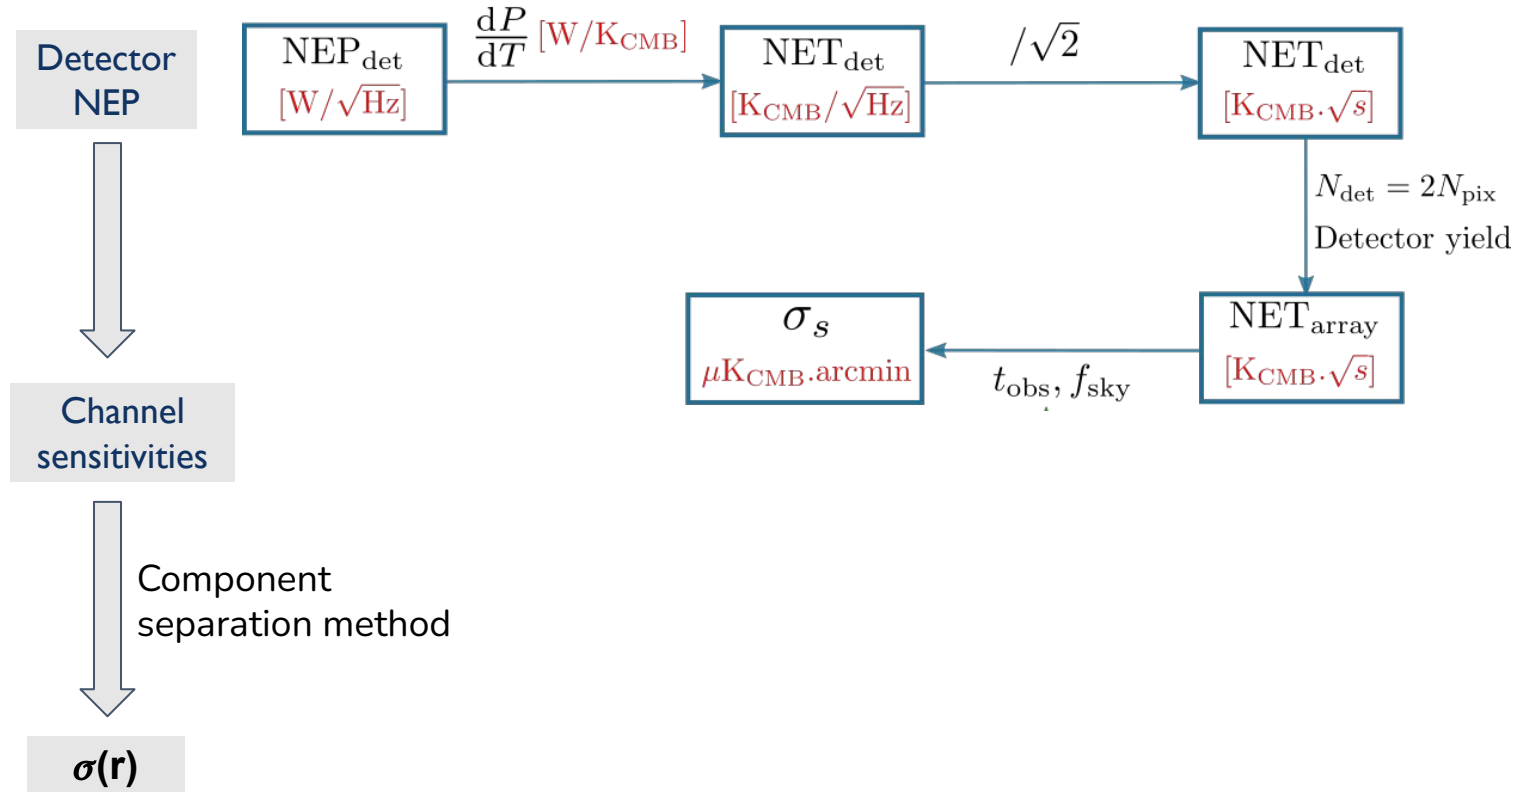 Detector
NEP
NEP_det
[W/√Hz]
dP/dT [W/K_CMB]
NET_det
[K_CMB/√Hz]
/√2
NET_det
[K_CMB.√s]
N_det = 2N_pix
Detector yield
NET_array
[K_CMB.√s]
t_obs, f_sky
σ_s
μK_CMB.arcmin
Channel
sensitivities
Component
separation method
σ(r)